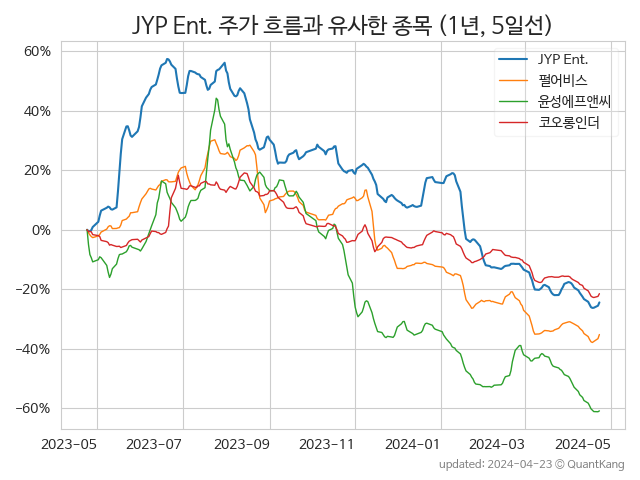 JYP Ent. 주가 흐름과 유사한 종목 (1년, 5일선)
JYP Ent.
펄어비스
윤성에프앤씨
코오롱인더
60%
40%
20%
0%
−20%
−40%
−60%
2023-05
2023-07
2023-09
2023-11
2024-01
2024-03
2024-05
updated: 2024-04-23 © QuantKang